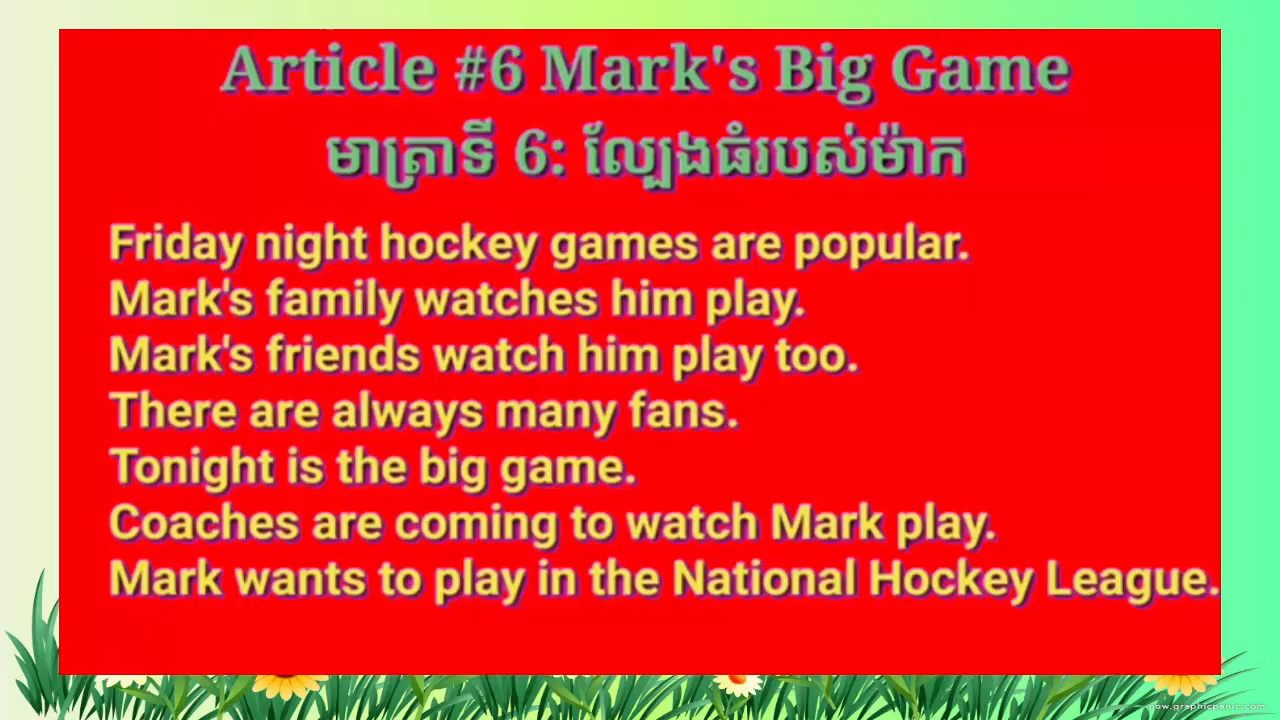 Article #6 Mark's Big Game
មាត្រាទី 6: ល្បែងធំរបស់ម៉ាក
Friday night hockey games are popular.
Mark's family watches him play.
Mark's friends watch him play too.
There are always many fans.
Tonight is the big game.
Coaches are coming to watch Mark play.
Mark wants to play in the National Hockey League.
now.graphicpanic.com